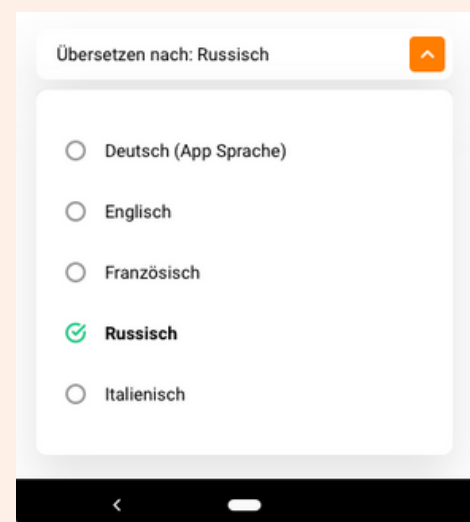 Übersetzen nach: Russisch
Deutsch (App Sprache)
Englisch
Französisch
Russisch
Italienisch